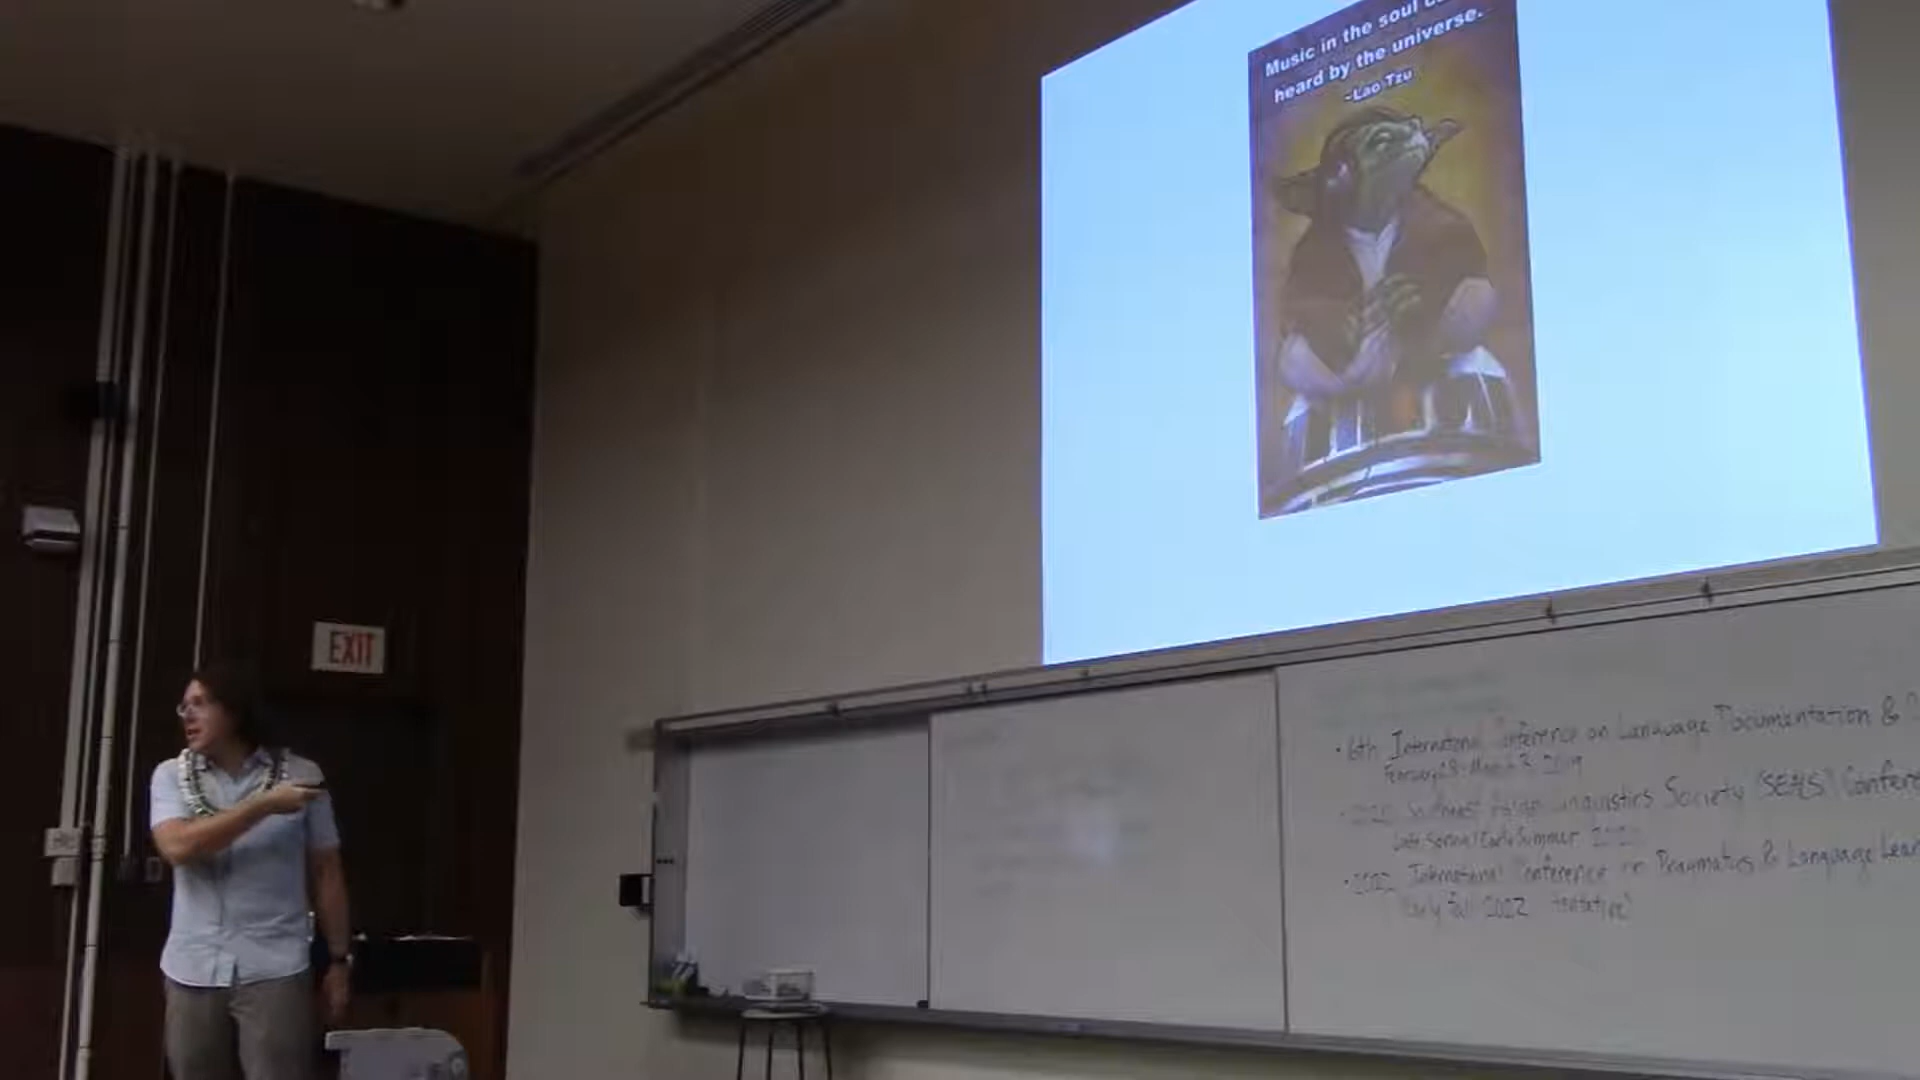 Music in the soul
heard by the universe.
-Lao Tzu
EXIT
• 6th International Conference on Language Documentation &
February 28-March 3, 2019
• 2020 Southeast Asian Linguistics Society (SEALS) Conference
Late Spring/Early Summer
• 2022 International Conference on Pragmatics & Language
Early fall 2022 tentative)